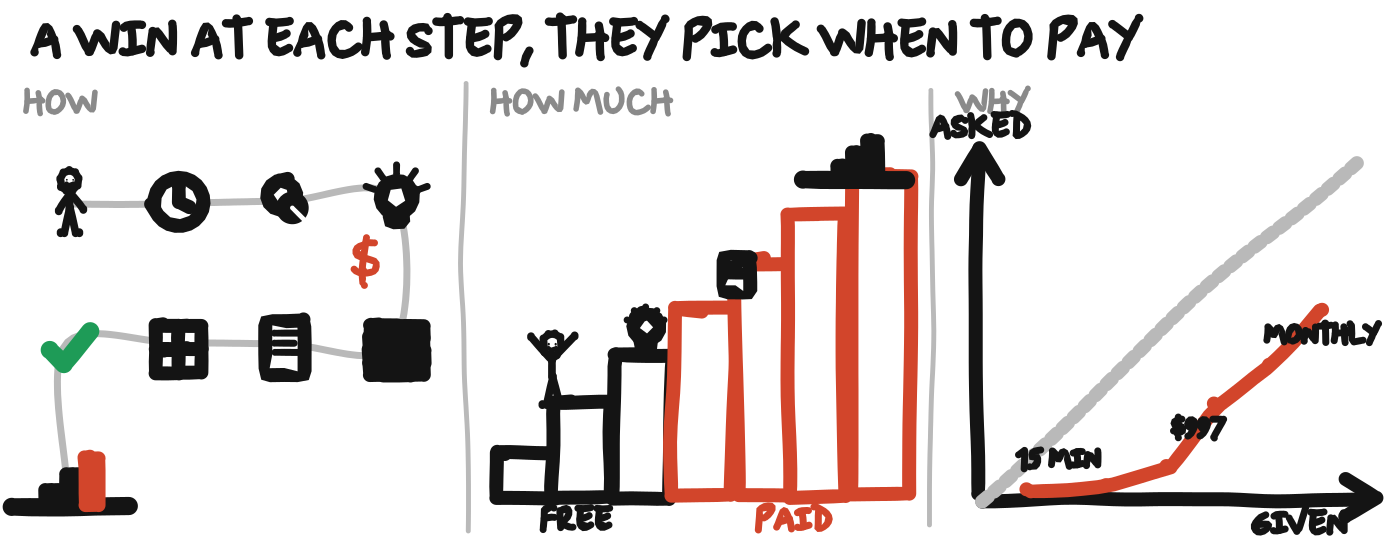 A WIN AT EACH STEP, THEY PICK WHEN TO PAY
HOW
$
HOW MUCH
FREE
PAID
WHY
ASKED
MONTHLY
$997
15 MIN
GIVEN